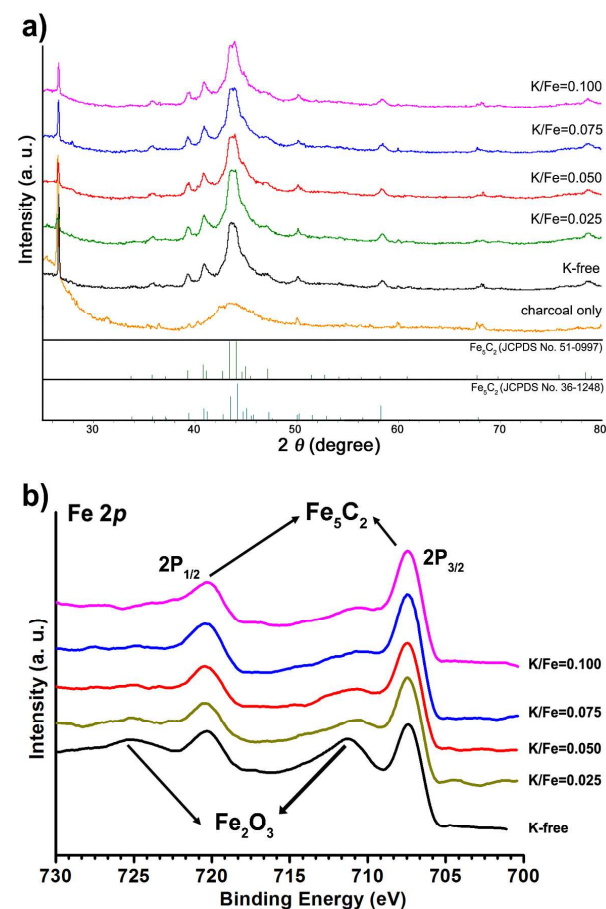 a)
Intensity (a. u.)
K/Fe=0.100
K/Fe=0.075
K/Fe=0.050
K/Fe=0.025
K-free
charcoal only
Fe₅C₂ (JCPDS No. 51-0997)
Fe₅C₂ (JCPDS No. 36-1248)
30 40 50 60 70 80
2 θ (degree)
b)
Fe 2p
Fe₅C₂
2P₁/₂
2P₃/₂
Intensity (a. u.)
K/Fe=0.100
K/Fe=0.075
K/Fe=0.050
K/Fe=0.025
K-free
Fe₂O₃
730 725 720 715 710 705 700
Binding Energy (eV)